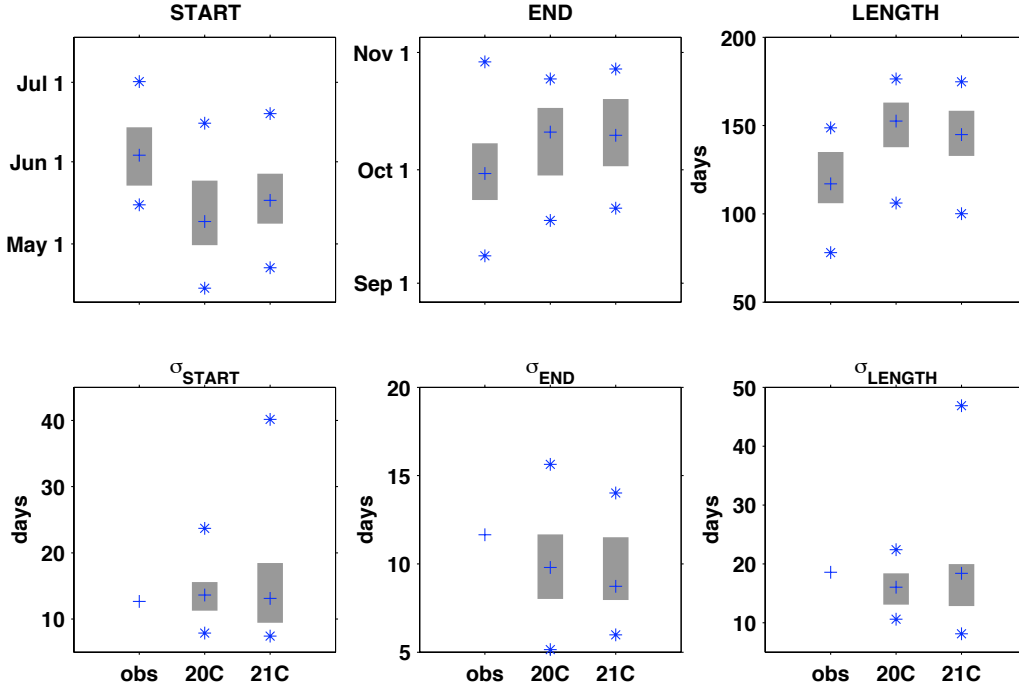 START END LENGTH
Jul 1
Jun 1
May 1
Nov 1
Oct 1
Sep 1
days
200
150
100
50
σSTART σEND σLENGTH
days
40
30
20
10
days
20
15
10
5
days
50
40
30
20
10
obs 20C 21C
obs 20C 21C
obs 20C 21C